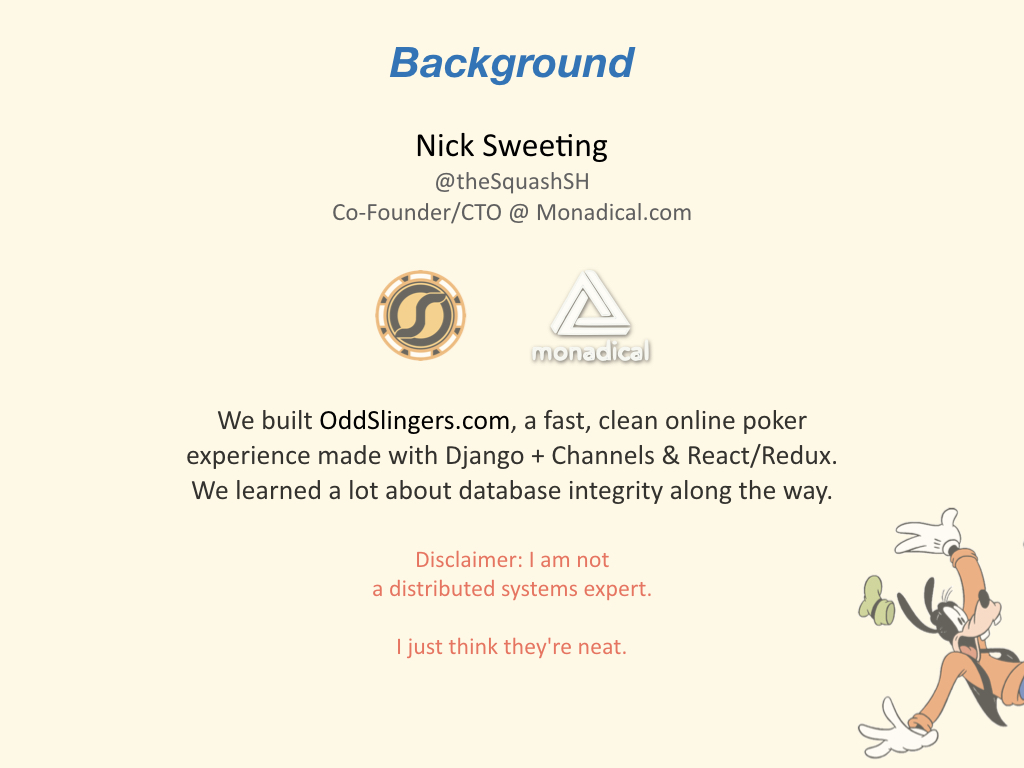 Background
Nick Sweeting
@theSquashSH
Co-Founder/CTO @ Monadical.com
monadical
We built OddSlingers.com, a fast, clean online poker
experience made with Django + Channels & React/Redux.
We learned a lot about database integrity along the way.
Disclaimer: I am not
a distributed systems expert.
I just think they're neat.